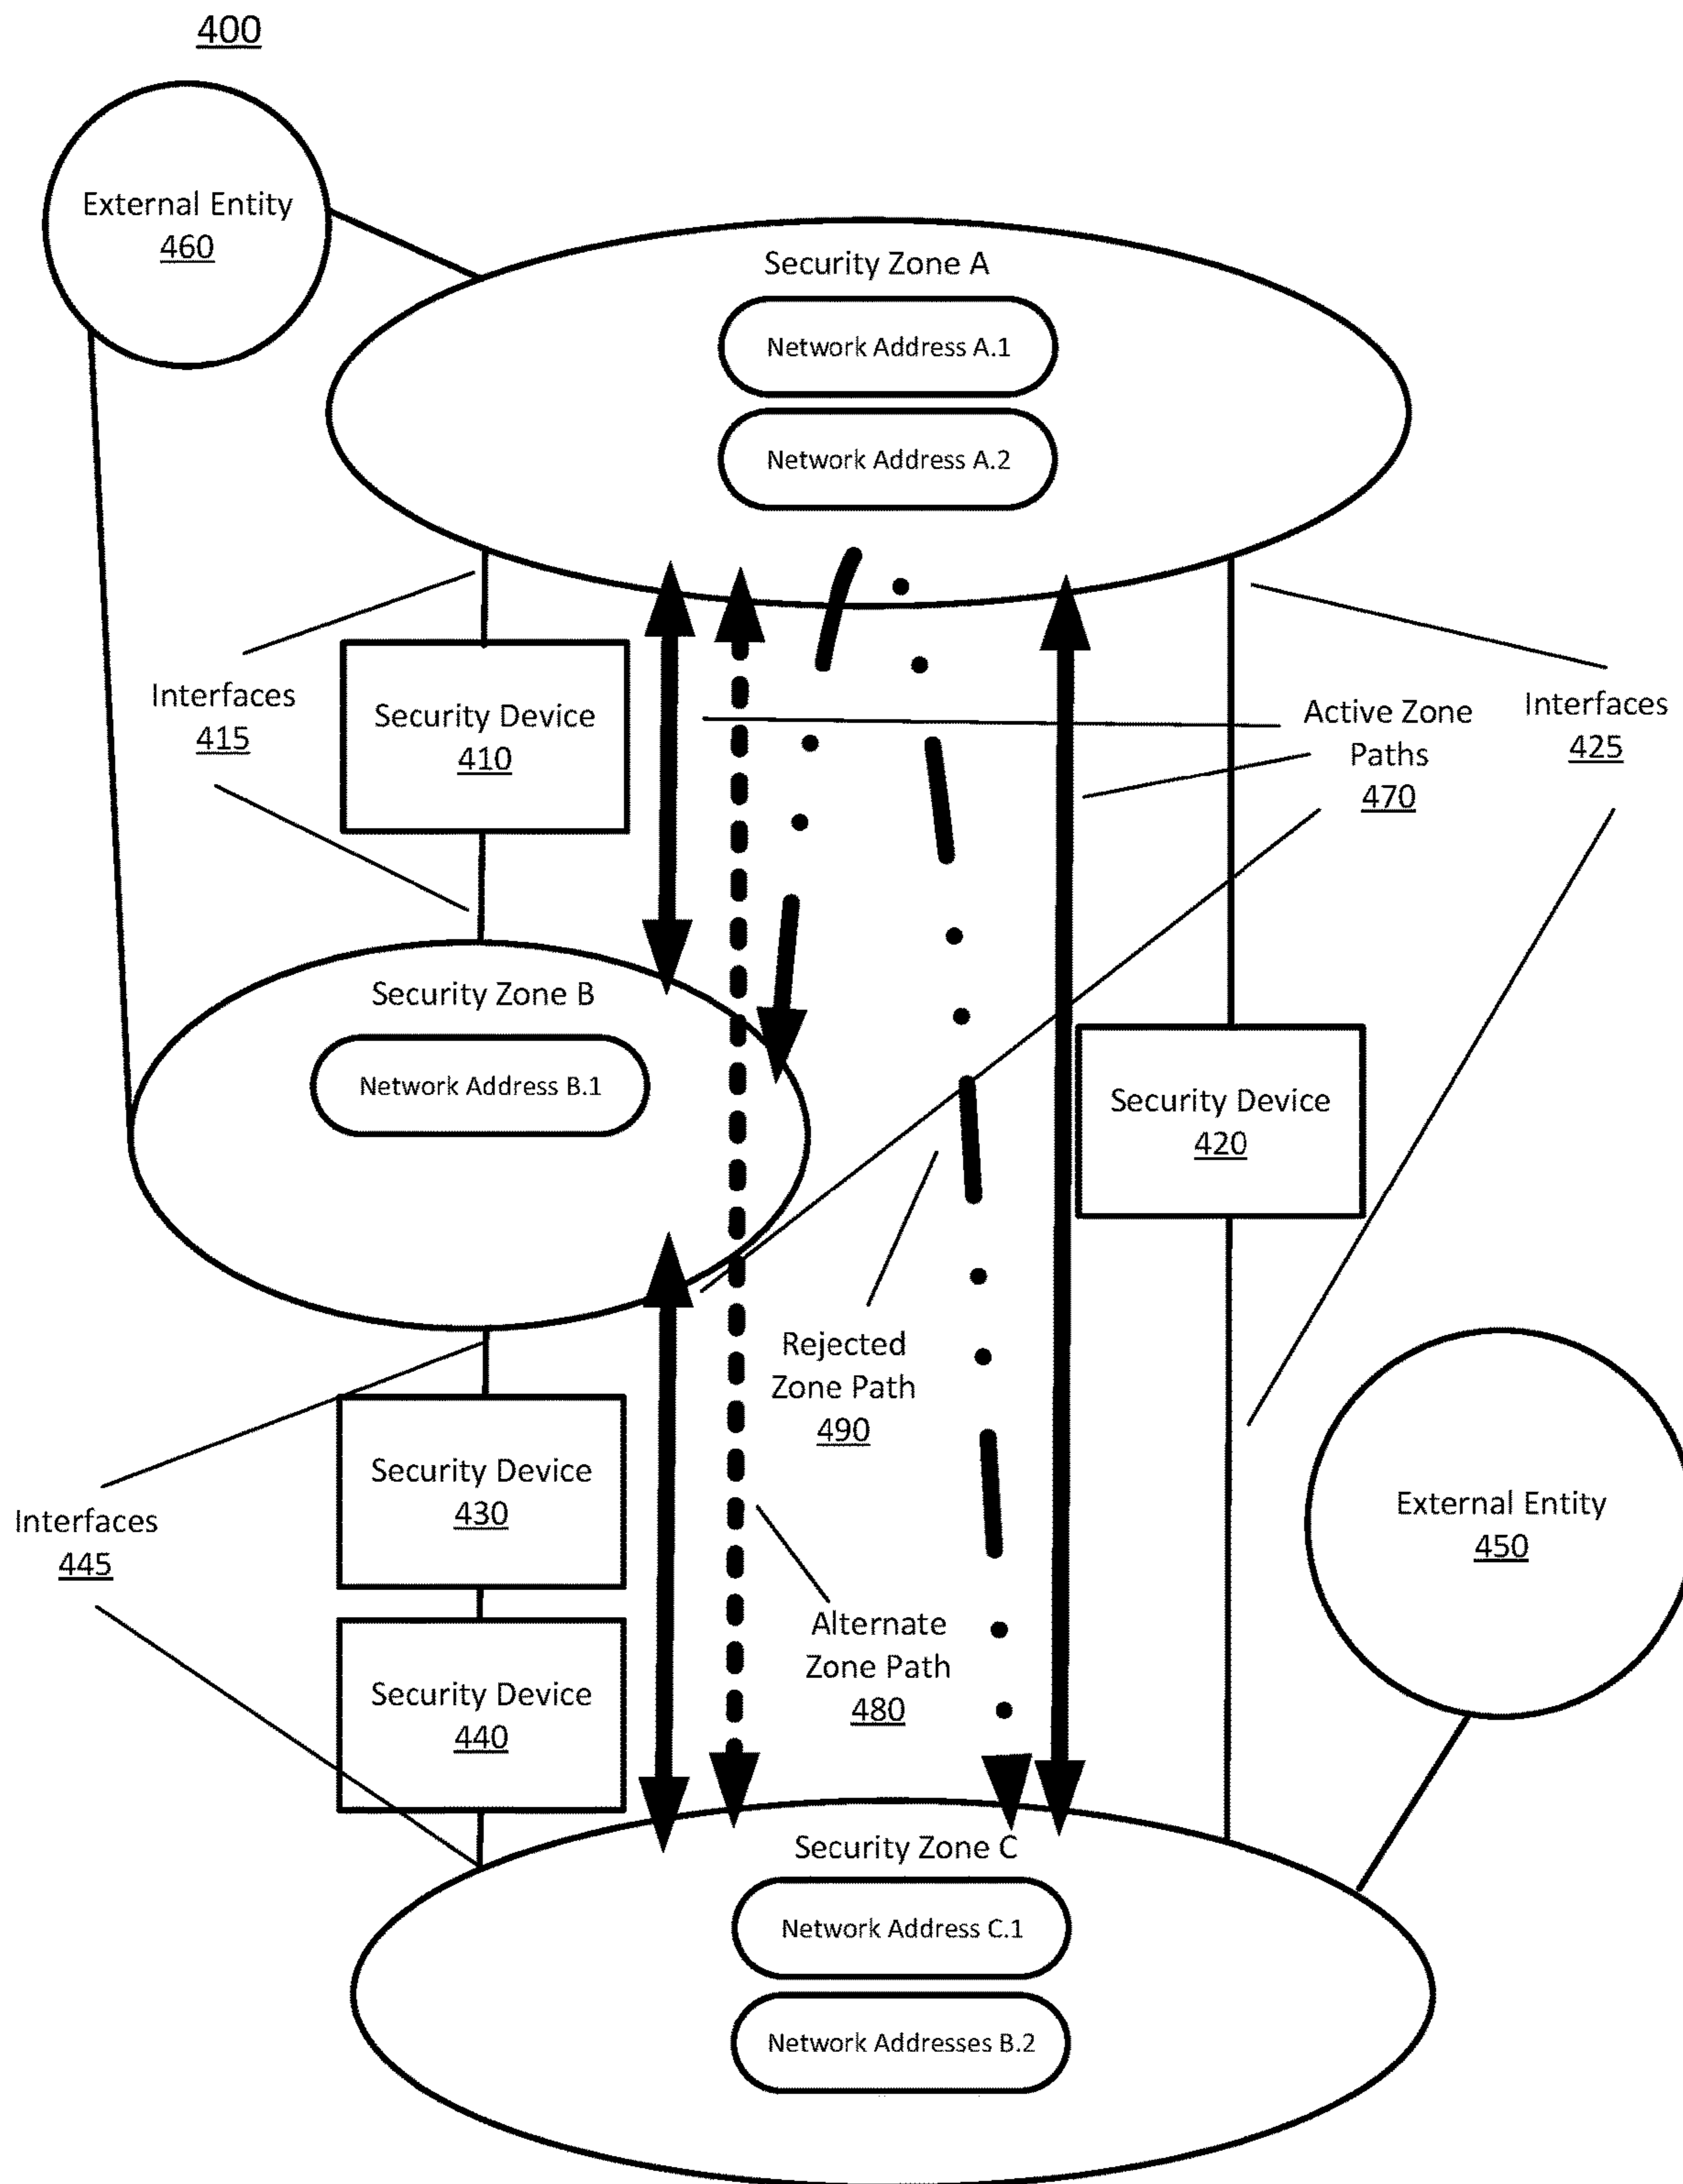 400
External Entity
460
Security Zone A
Network Address A.1
Network Address A.2
Interfaces
415
Security Device
410
Active Zone
Paths
470
Interfaces
425
Security Zone B
Network Address B.1
Security Device
420
Rejected
Zone Path
490
Interfaces
445
Security Device
430
External Entity
450
Alternate
Zone Path
480
Security Device
440
Security Zone C
Network Address C.1
Network Addresses B.2